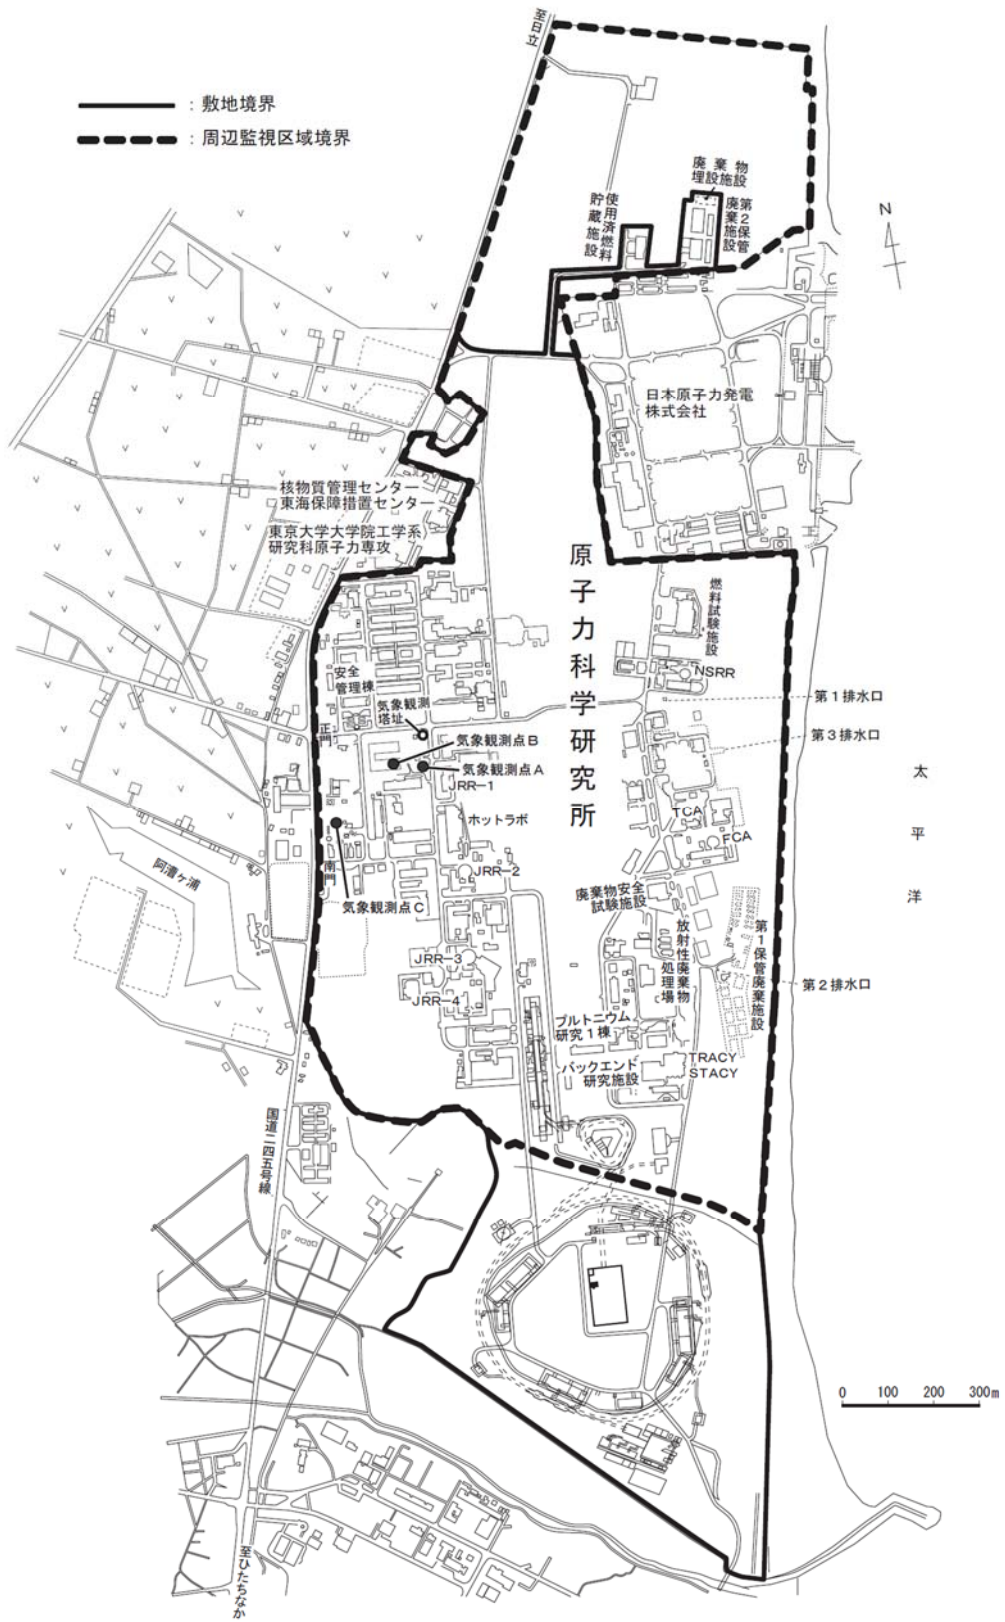 至日立
：敷地境界
：周辺監視区域境界
廃棄物
埋設施設
第2保管
廃棄施設
使用済燃料
貯蔵施設
N
日本原子力発電
株式会社
核物質管理センター
東海保障措置センター
東京大学大学院工学系
研究科原子力専攻
原子力科学研究所
燃料試験施設
安全
管理棟
NSRR
気象観測
塔址
第1排水口
正門
気象観測点B
第3排水口
気象観測点A
JRR-1
太平洋
TCA
ホットラボ
FCA
阿漕ケ浦
南門
JRR-2
気象観測点C
廃棄物安全
試験施設
放射性廃棄物
処理場
第1保管廃棄施設
JRR-3
第2排水口
JRR-4
プルトニウム
研究1棟
バックエンド
研究施設
TRACY
STACY
国道二四五号線
0 100 200 300m
至ひたちなか